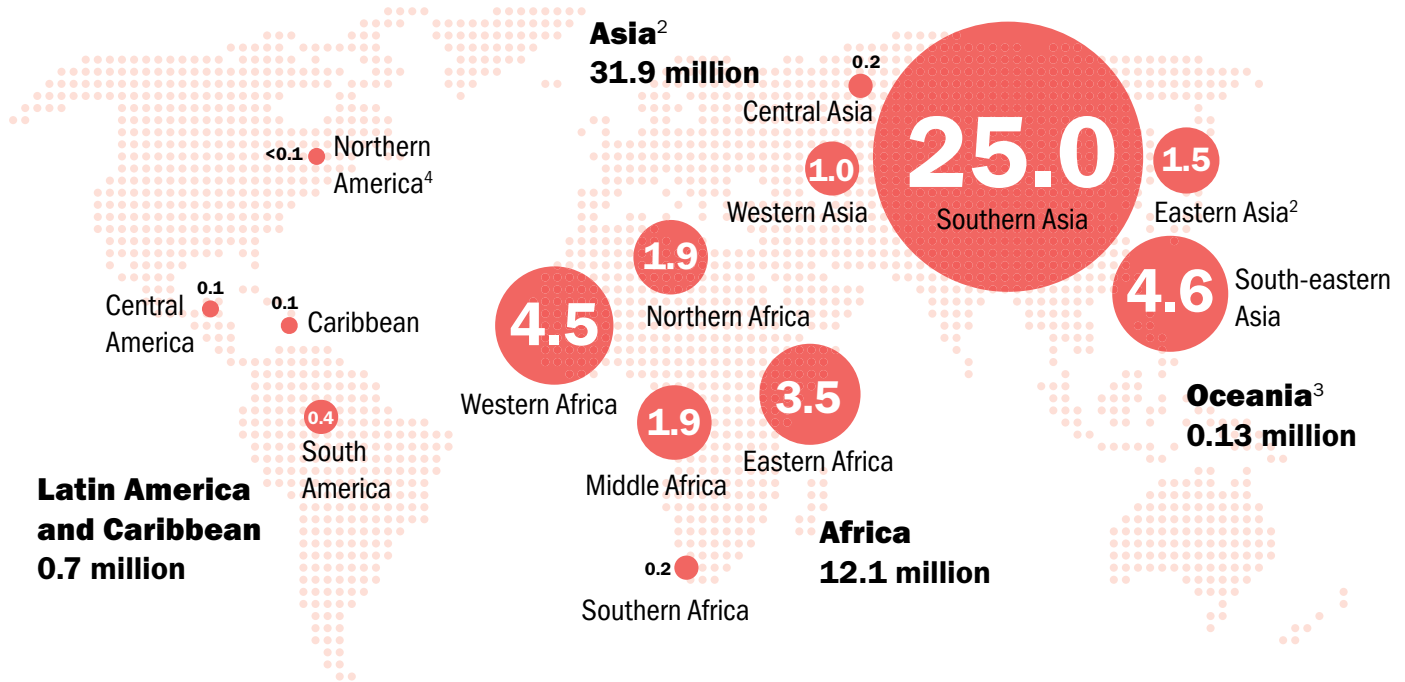 Asia²
31.9 million
0.2
Central Asia
25.0
Southern Asia
1.0
Western Asia
1.5
Eastern Asia²
4.6
South-eastern
Asia
<0.1
Northern
America⁴
0.1
Central
America
0.1
Caribbean
0.4
South
America
Latin America
and Caribbean
0.7 million
1.9
Northern Africa
4.5
Western Africa
1.9
Middle Africa
3.5
Eastern Africa
0.2
Southern Africa
Africa
12.1 million
Oceania³
0.13 million